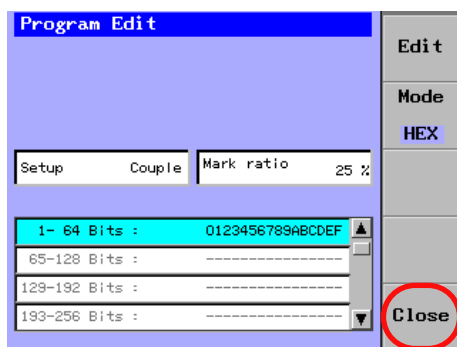 Program Edit
Edit
Mode
HEX
Setup Couple Mark ratio 25 %
1- 64 Bits : 0123456789ABCDEF
65-128 Bits : ----------------
129-192 Bits : ----------------
193-256 Bits : ----------------
Close